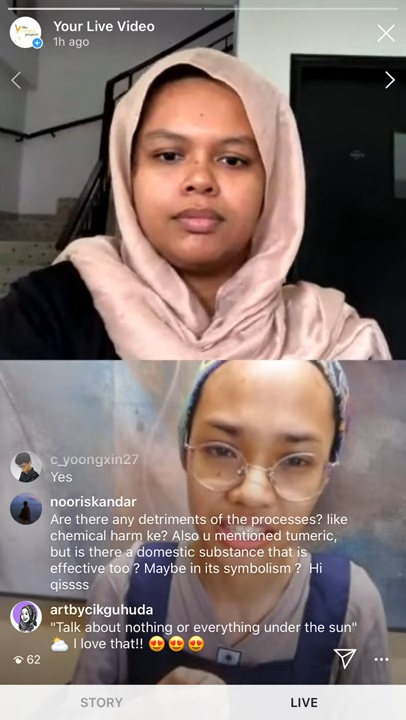 Your Live Video
1h ago
c_yoongxin27
Yes
nooriskandar
Are there any detriments of the processes? like
chemical harm ke? Also u mentioned tumeric,
but is there a domestic substance that is
effective too ? Maybe in its symbolism ? Hi
qissss
artbycikguhuda
"Talk about nothing or everything under the sun"
🌥 I love that!! 😍😍😍
62
STORY
LIVE